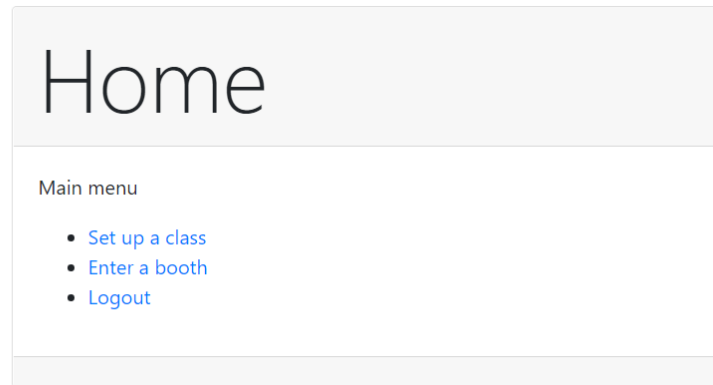 Home
Main menu
Set up a class
Enter a booth
Logout